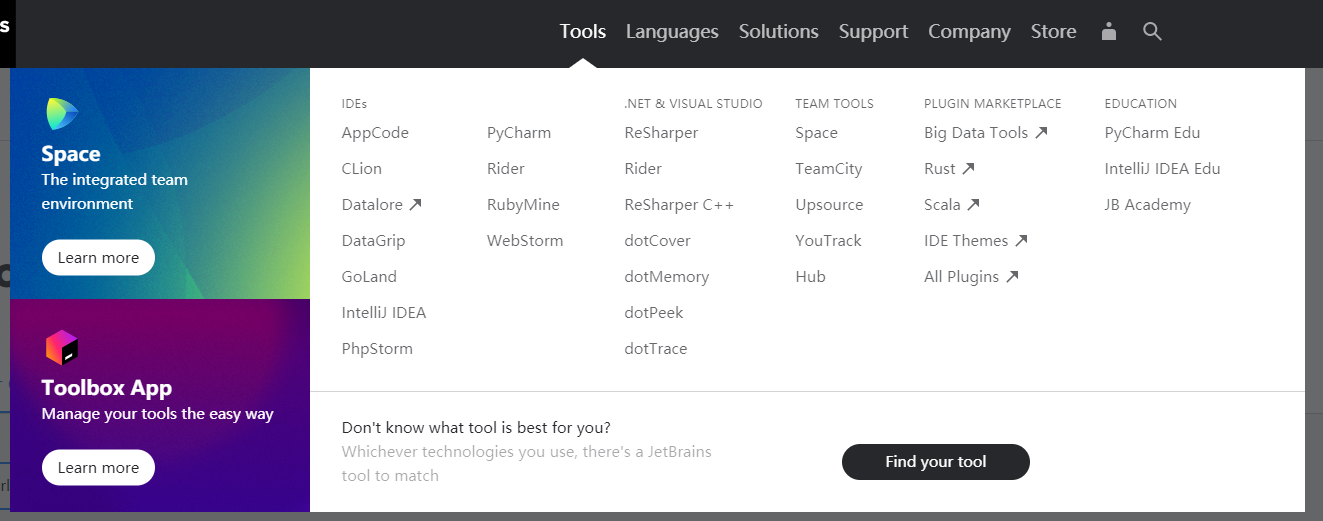 s
Tools Languages Solutions Support Company Store
Space
The integrated team
environment
Learn more
Toolbox App
Manage your tools the easy way
Learn more
IDEs
AppCode
CLion
Datalore
DataGrip
GoLand
IntelliJ IDEA
PhpStorm
PyCharm
Rider
RubyMine
WebStorm
.NET & VISUAL STUDIO
ReSharper
Rider
ReSharper C++
dotCover
dotMemory
dotPeek
dotTrace
TEAM TOOLS
Space
TeamCity
Upsource
YouTrack
Hub
PLUGIN MARKETPLACE
Big Data Tools
Rust
Scala
IDE Themes
All Plugins
EDUCATION
PyCharm Edu
IntelliJ IDEA Edu
JB Academy
Don't know what tool is best for you?
Whichever technologies you use, there's a JetBrains
tool to match
Find your tool